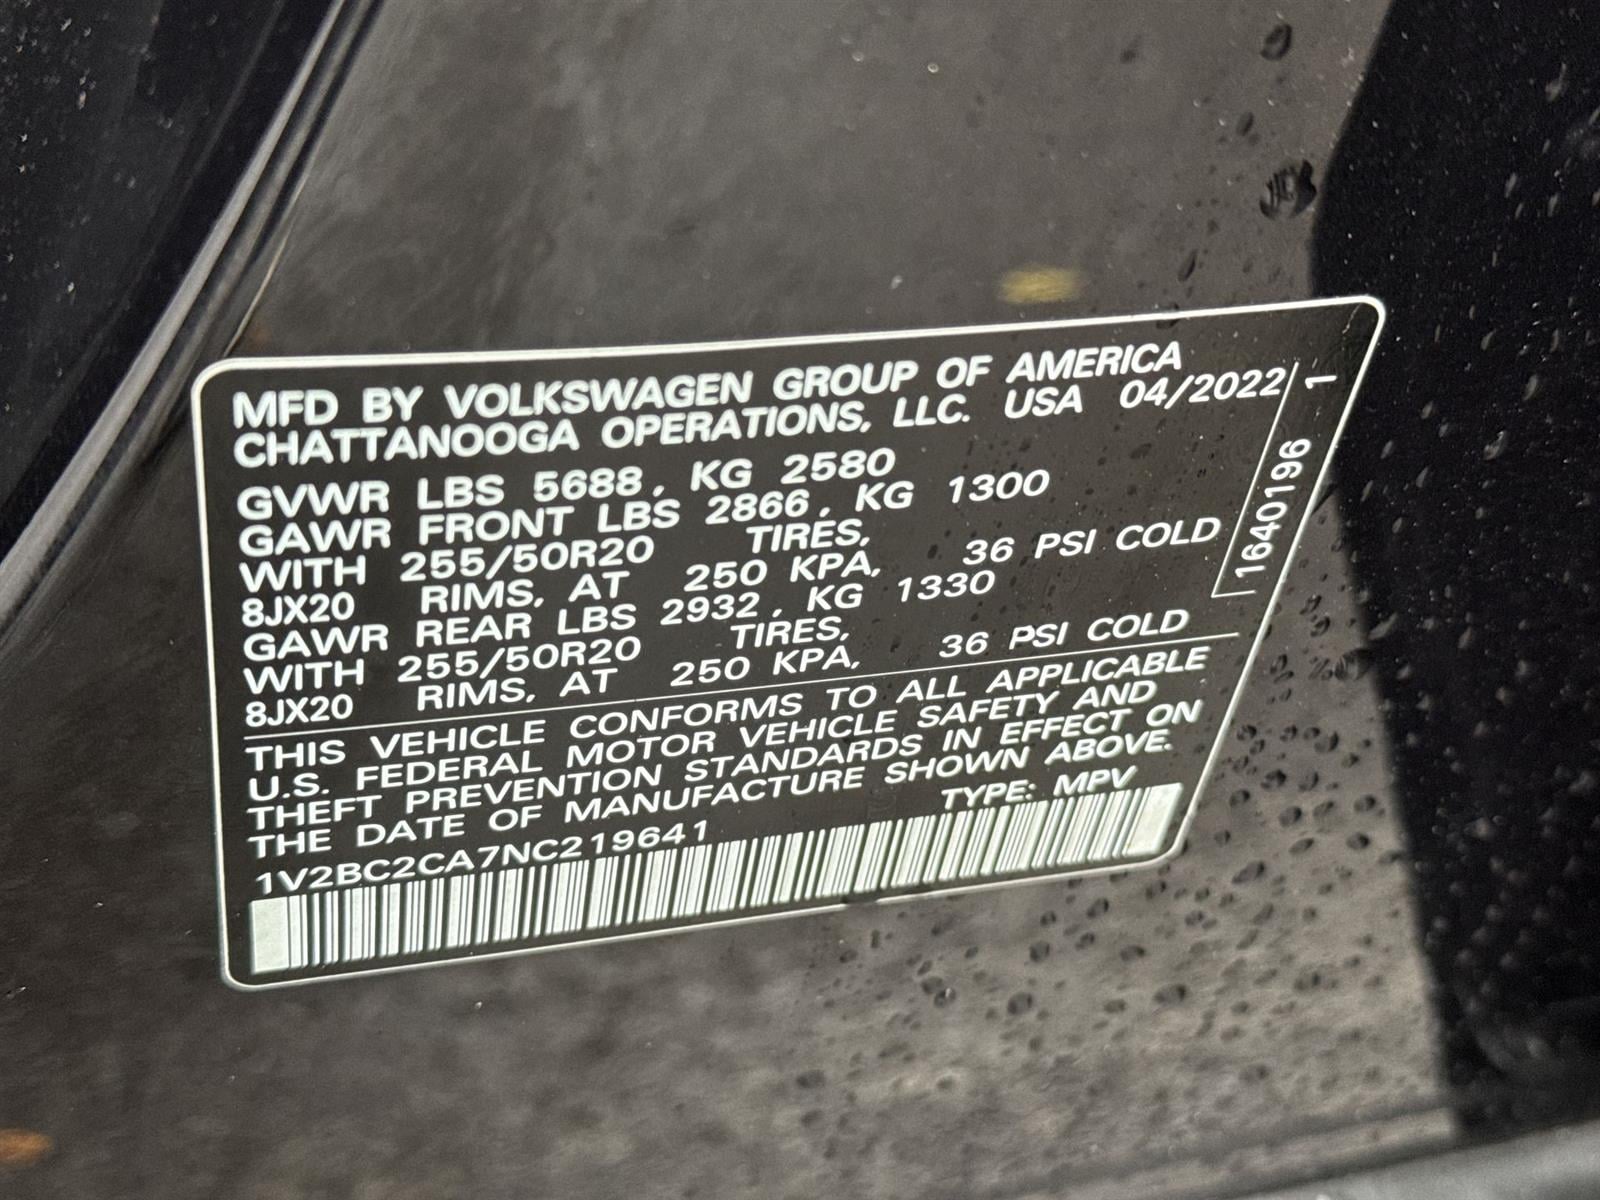 MFD BY VOLKSWAGEN GROUP OF AMERICA
CHATTANOOGA OPERATIONS, LLC. USA 04/2022
GVWR LBS 5688, KG 2580
GAWR FRONT LBS 2866, KG 1300
WITH 255/50R20 TIRES,
8JX20 RIMS, AT 250 KPA, 36 PSI COLD
GAWR REAR LBS 2932, KG 1330
WITH 255/50R20 TIRES,
8JX20 RIMS, AT 250 KPA, 36 PSI COLD
THIS VEHICLE CONFORMS TO ALL APPLICABLE
U.S. FEDERAL MOTOR VEHICLE SAFETY AND
THEFT PREVENTION STANDARDS IN EFFECT ON
THE DATE OF MANUFACTURE SHOWN ABOVE.
1V2BC2CA7NC219641 TYPE: MPV
1640196 1